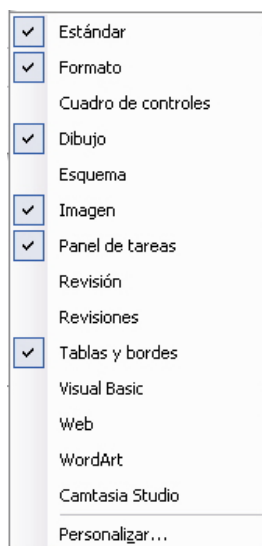 Estándar
Formato
Cuadro de controles
Dibujo
Esquema
Imagen
Panel de tareas
Revisión
Revisiones
Tablas y bordes
Visual Basic
Web
WordArt
Camtasia Studio
Personalizar...